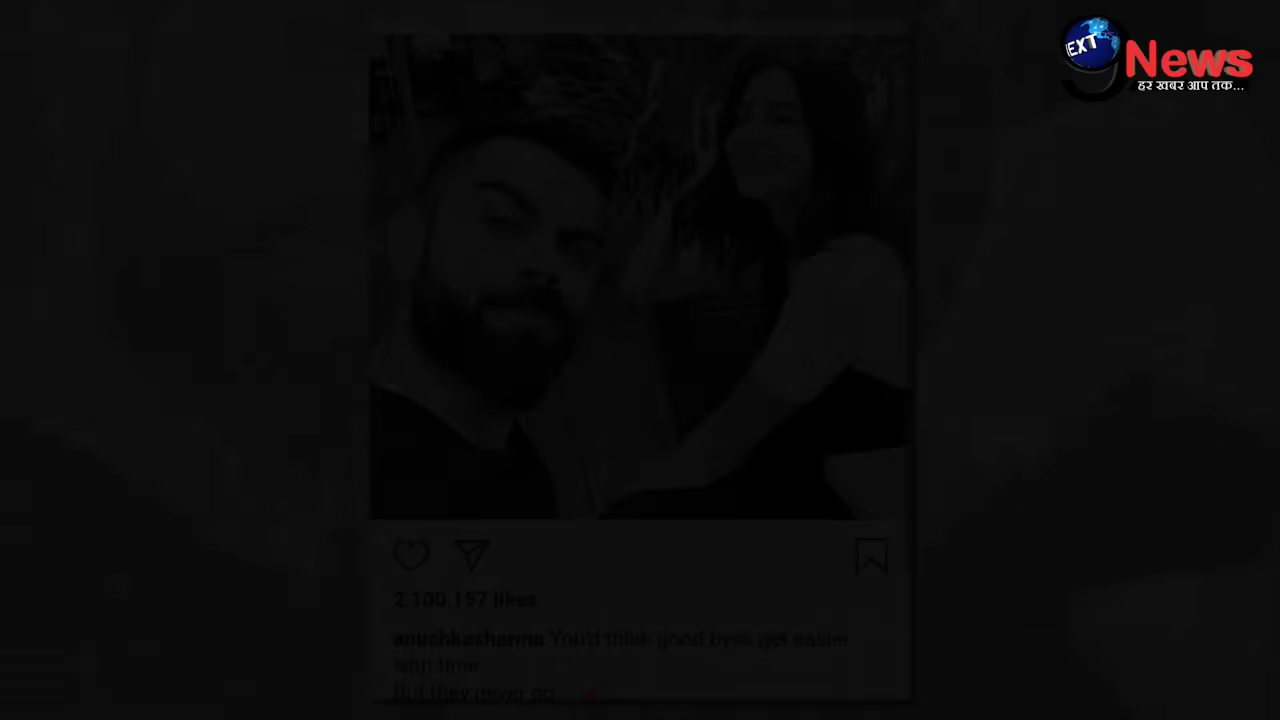 EXT
News
हर खबर आप तक...
2,100,157 likes
anushkasharma You'd think good byes get easier
with time
But they never do